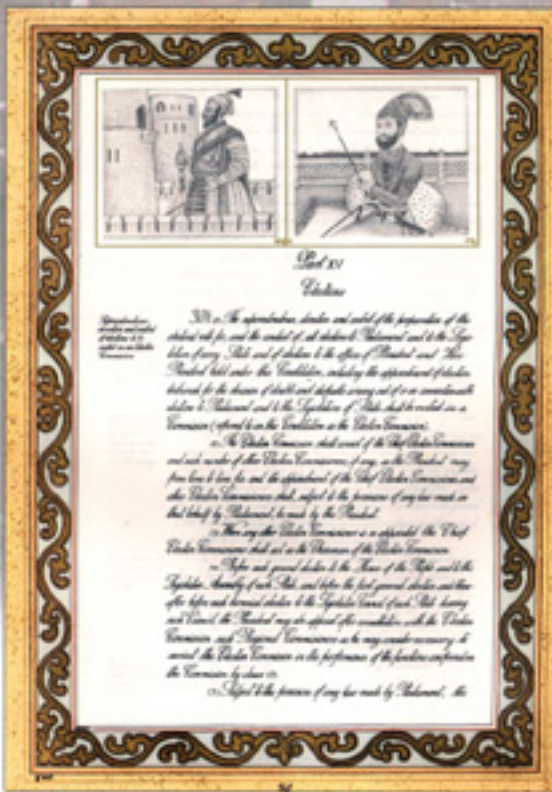 Part XV
Elections
Superintendence,
direction and control
of elections to be
vested in an Election
Commission
324. (1) The superintendence, direction and control of the preparation of the
electoral rolls for, and the conduct of, all elections to Parliament and to the Legis-
lature of every State and of elections to the offices of President and Vice-
President held under this Constitution, including the appointment of election
tribunals for the decision of doubts and disputes arising out of or in connection with
elections to Parliament and to the Legislatures of States shall be vested in a
Commission (referred to in this Constitution as the Election Commission).
(2) The Election Commission shall consist of the Chief Election Commissioner
and such number of other Election Commissioners, if any, as the President may
from time to time fix and the appointment of the Chief Election Commissioner and
other Election Commissioners shall, subject to the provisions of any law made in
that behalf by Parliament, be made by the President.
(3) When any other Election Commissioner is so appointed the Chief
Election Commissioner shall act as the Chairman of the Election Commission.
(4) Before each general election to the House of the People and to the
Legislative Assembly of each State, and before the first general election and there-
after before each biennial election to the Legislative Council of each State having
such Council, the President may also appoint after consultation with the Election
Commission such Regional Commissioners as he may consider necessary to
assist the Election Commission in the performance of the functions conferred on
the Commission by clause (1).
(5) Subject to the provisions of any law made by Parliament, the